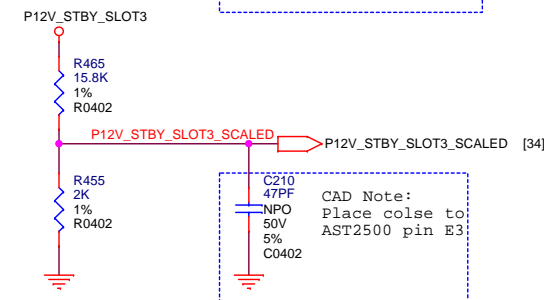 P12V_STBY_SLOT3
R465
15.8K
1%
R0402
P12V_STBY_SLOT3_SCALED
P12V_STBY_SLOT3_SCALED [34]
R455
2K
1%
R0402
C210
47PF
NPO
50V
5%
C0402
CAD Note:
Place colse to
AST2500 pin E3